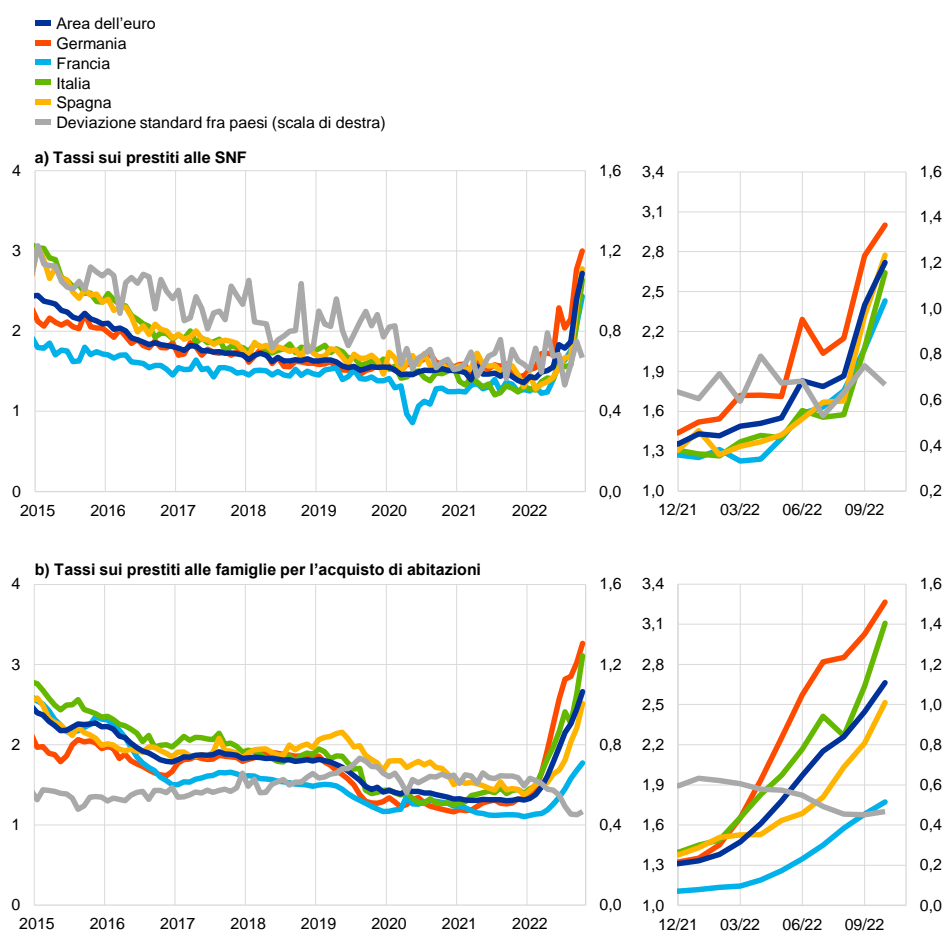 Area dell'euro
Germania
Francia
Italia
Spagna
Deviazione standard fra paesi (scala di destra)
a) Tassi sui prestiti alle SNF
4 1,6 3,4 1,6
3,1 1,4
3 1,2 2,8 1,2
2,5 1,0
2 0,8 2,2
1,9 0,8
1 0,4 1,6 0,6
1,3 0,4
0 0,0 1,0 0,2
2015 2016 2017 2018 2019 2020 2021 2022 12/21 03/22 06/22 09/22
b) Tassi sui prestiti alle famiglie per l’acquisto di abitazioni
4 1,6 3,4 1,6
3,1 1,4
3 1,2 2,8 1,2
2,5 1,0
2 0,8 2,2 0,8
1,9 0,6
1 0,4 1,6 0,4
1,3 0,2
0 0,0 1,0 0,0
2015 2016 2017 2018 2019 2020 2021 2022 12/21 03/22 06/22 09/22